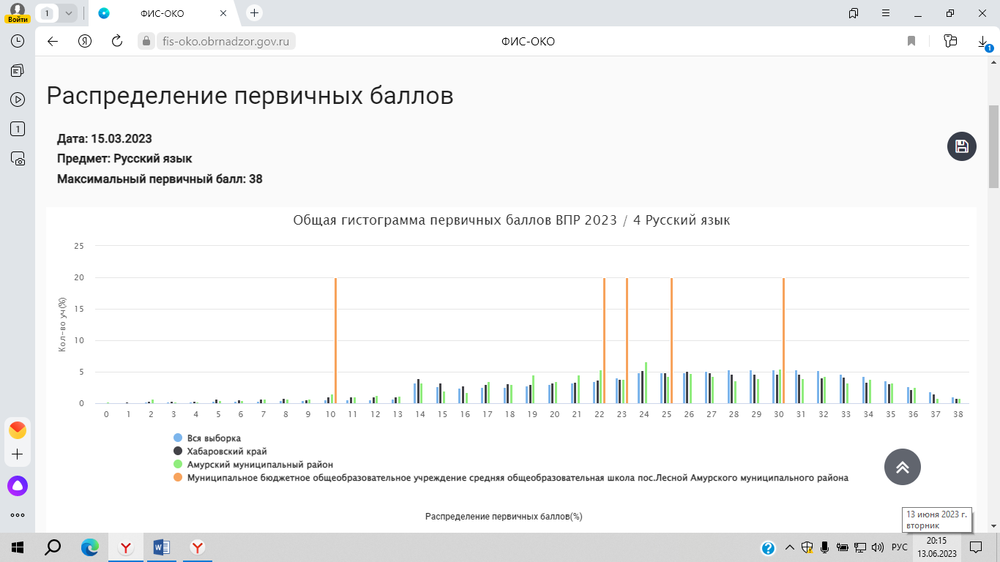 Войти
1
ФИС-ОКО
fis-oko.obrnadzor.gov.ru
ФИС-ОКО
1
1
Распределение первичных баллов
Дата: 15.03.2023
Предмет: Русский язык
Максимальный первичный балл: 38
Общая гистограмма первичных баллов ВПР 2023 / 4 Русский язык
Кол-во уч(%)
25
20
15
10
5
0
0 1 2 3 4 5 6 7 8 9 10 11 12 13 14 15 16 17 18 19 20 21 22 23 24 25 26 27 28 29 30 31 32 33 34 35 36 37 38
Вся выборка
Хабаровский край
Амурский муниципальный район
Муниципальное бюджетное общеобразовательное учреждение средняя общеобразовательная школа пос.Лесной Амурского муниципального района
Распределение первичных баллов(%)
13 июня 2023 г.
вторник
РУС
20:15
13.06.2023